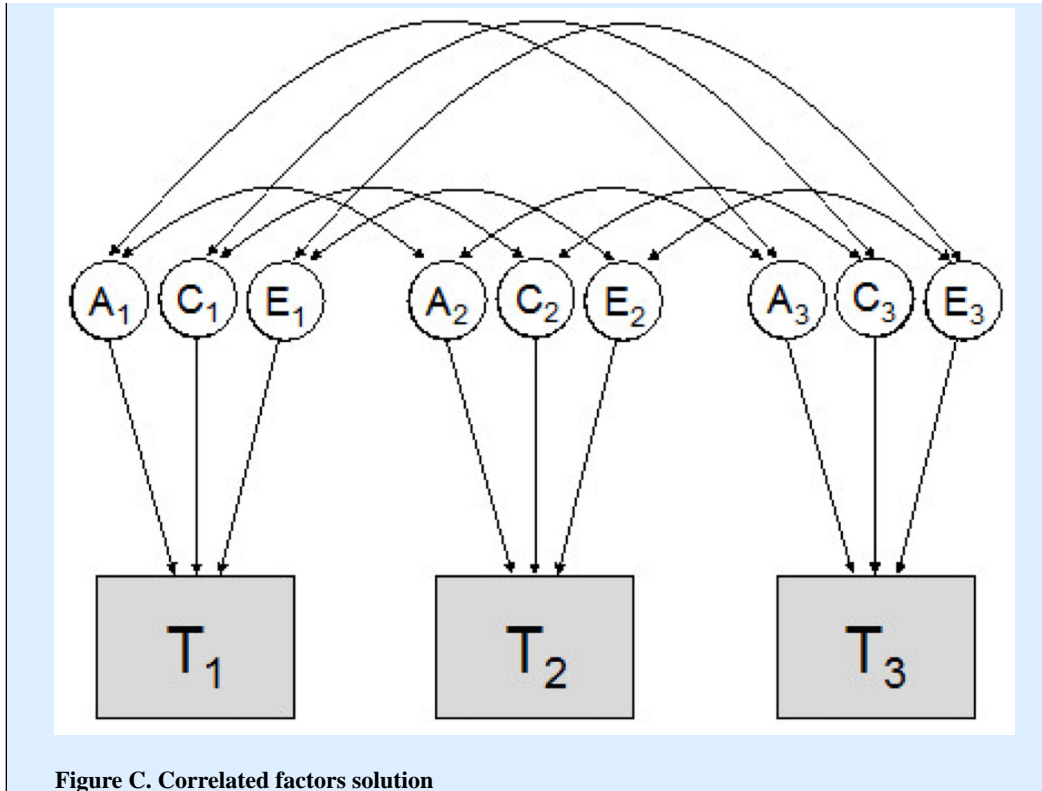 A1 C1 E1 A2 C2 E2 A3 C3 E3
T1 T2 T3
Figure C. Correlated factors solution